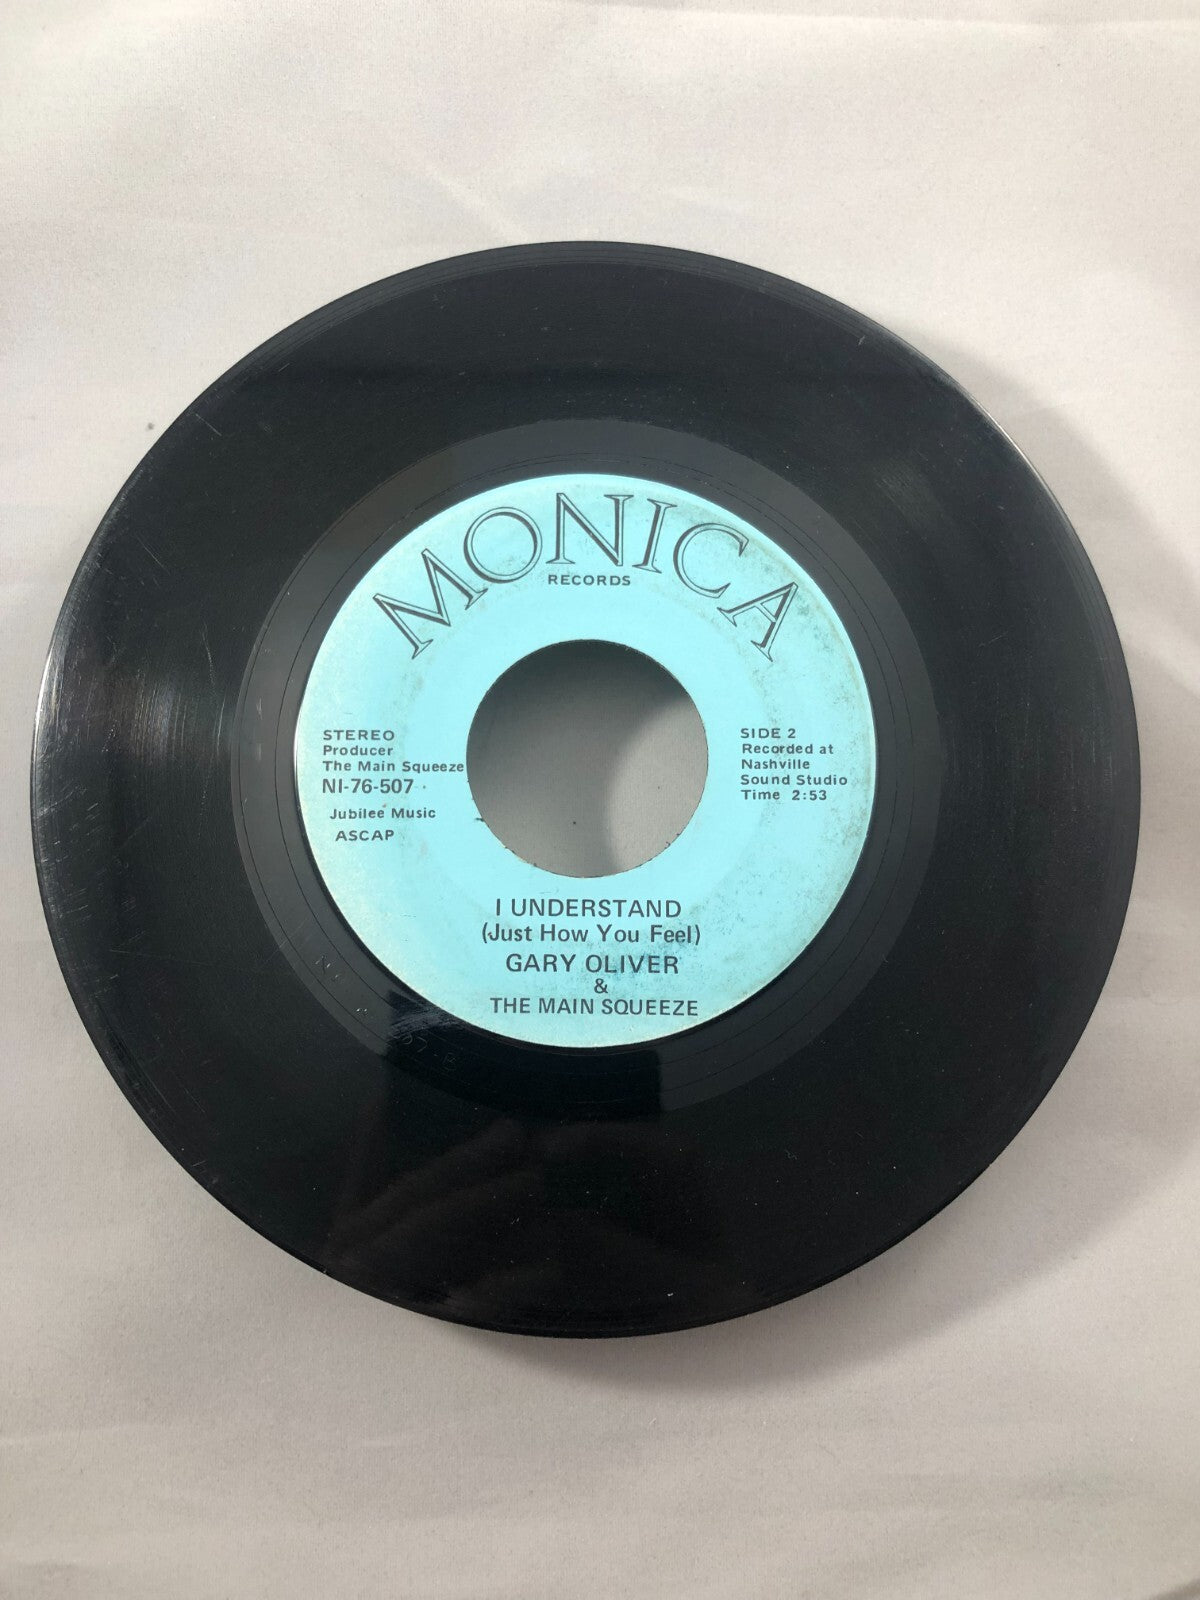 MONICA
RECORDS
STEREO
Producer
The Main Squeeze
NI-76-507
Jubilee Music
ASCAP
SIDE 2
Recorded at
Nashville
Sound Studio
Time 2:53
I UNDERSTAND
(Just How You Feel)
GARY OLIVER
&
THE MAIN SQUEEZE